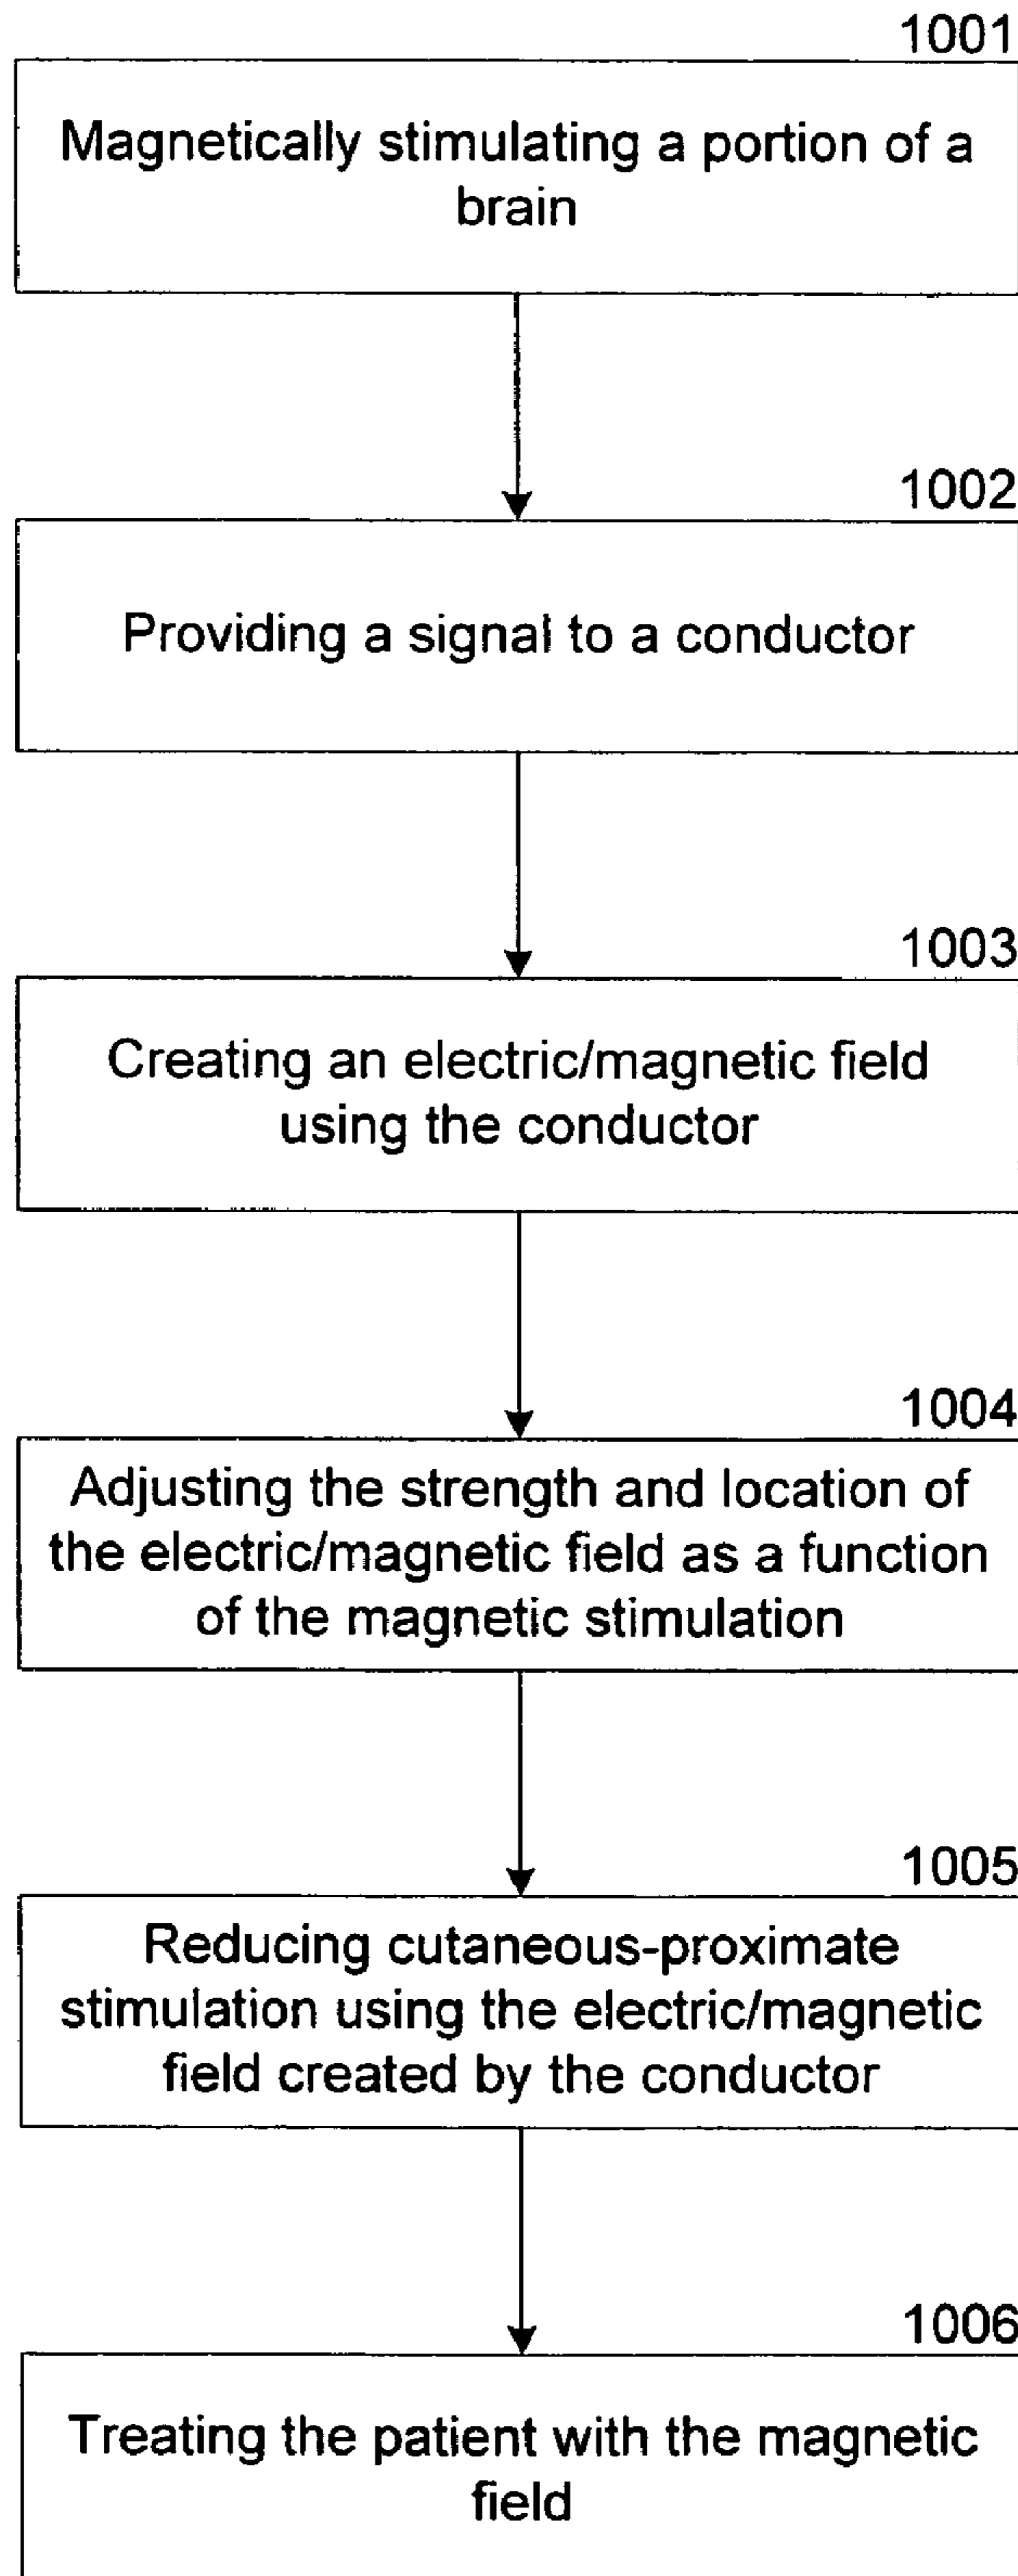 1001
Magnetically stimulating a portion of a
brain
1002
Providing a signal to a conductor
1003
Creating an electric/magnetic field
using the conductor
1004
Adjusting the strength and location of
the electric/magnetic field as a function
of the magnetic stimulation
1005
Reducing cutaneous-proximate
stimulation using the electric/magnetic
field created by the conductor
1006
Treating the patient with the magnetic
field